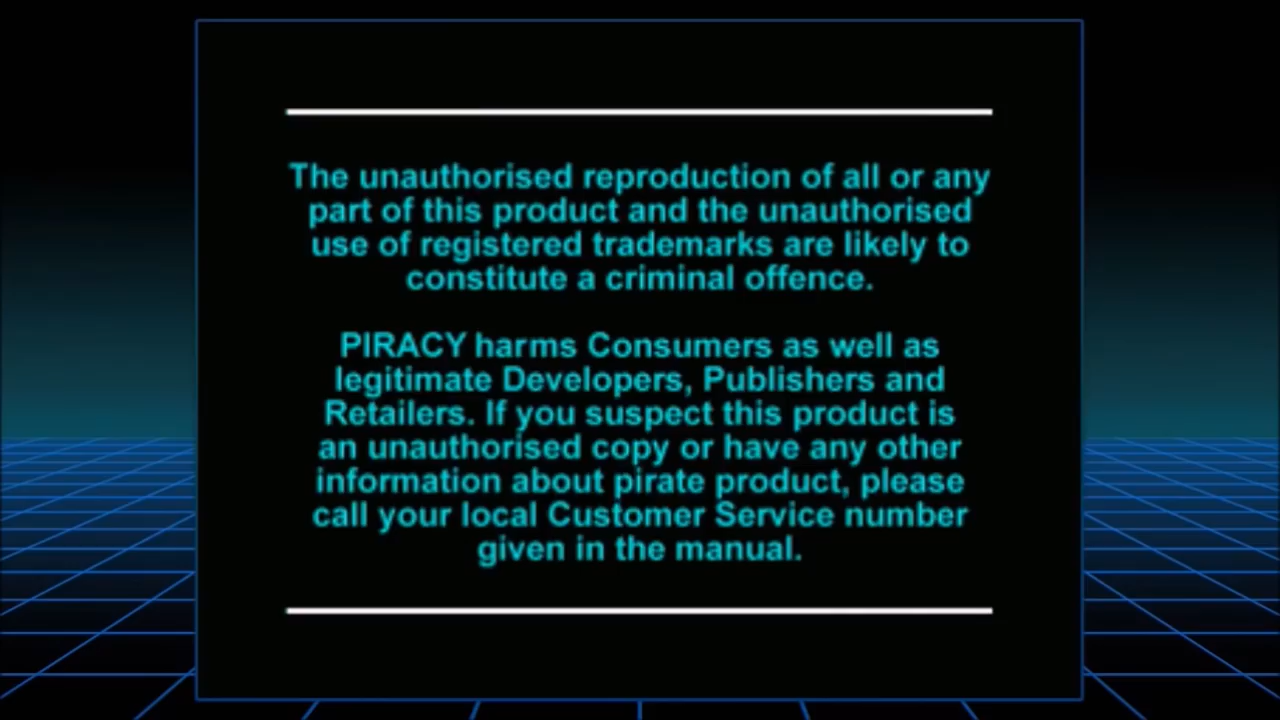 The unauthorised reproduction of all or any
part of this product and the unauthorised
use of registered trademarks are likely to
constitute a criminal offence.
PIRACY harms Consumers as well as
legitimate Developers, Publishers and
Retailers. If you suspect this product is
an unauthorised copy or have any other
information about pirate product, please
call your local Customer Service number
given in the manual.